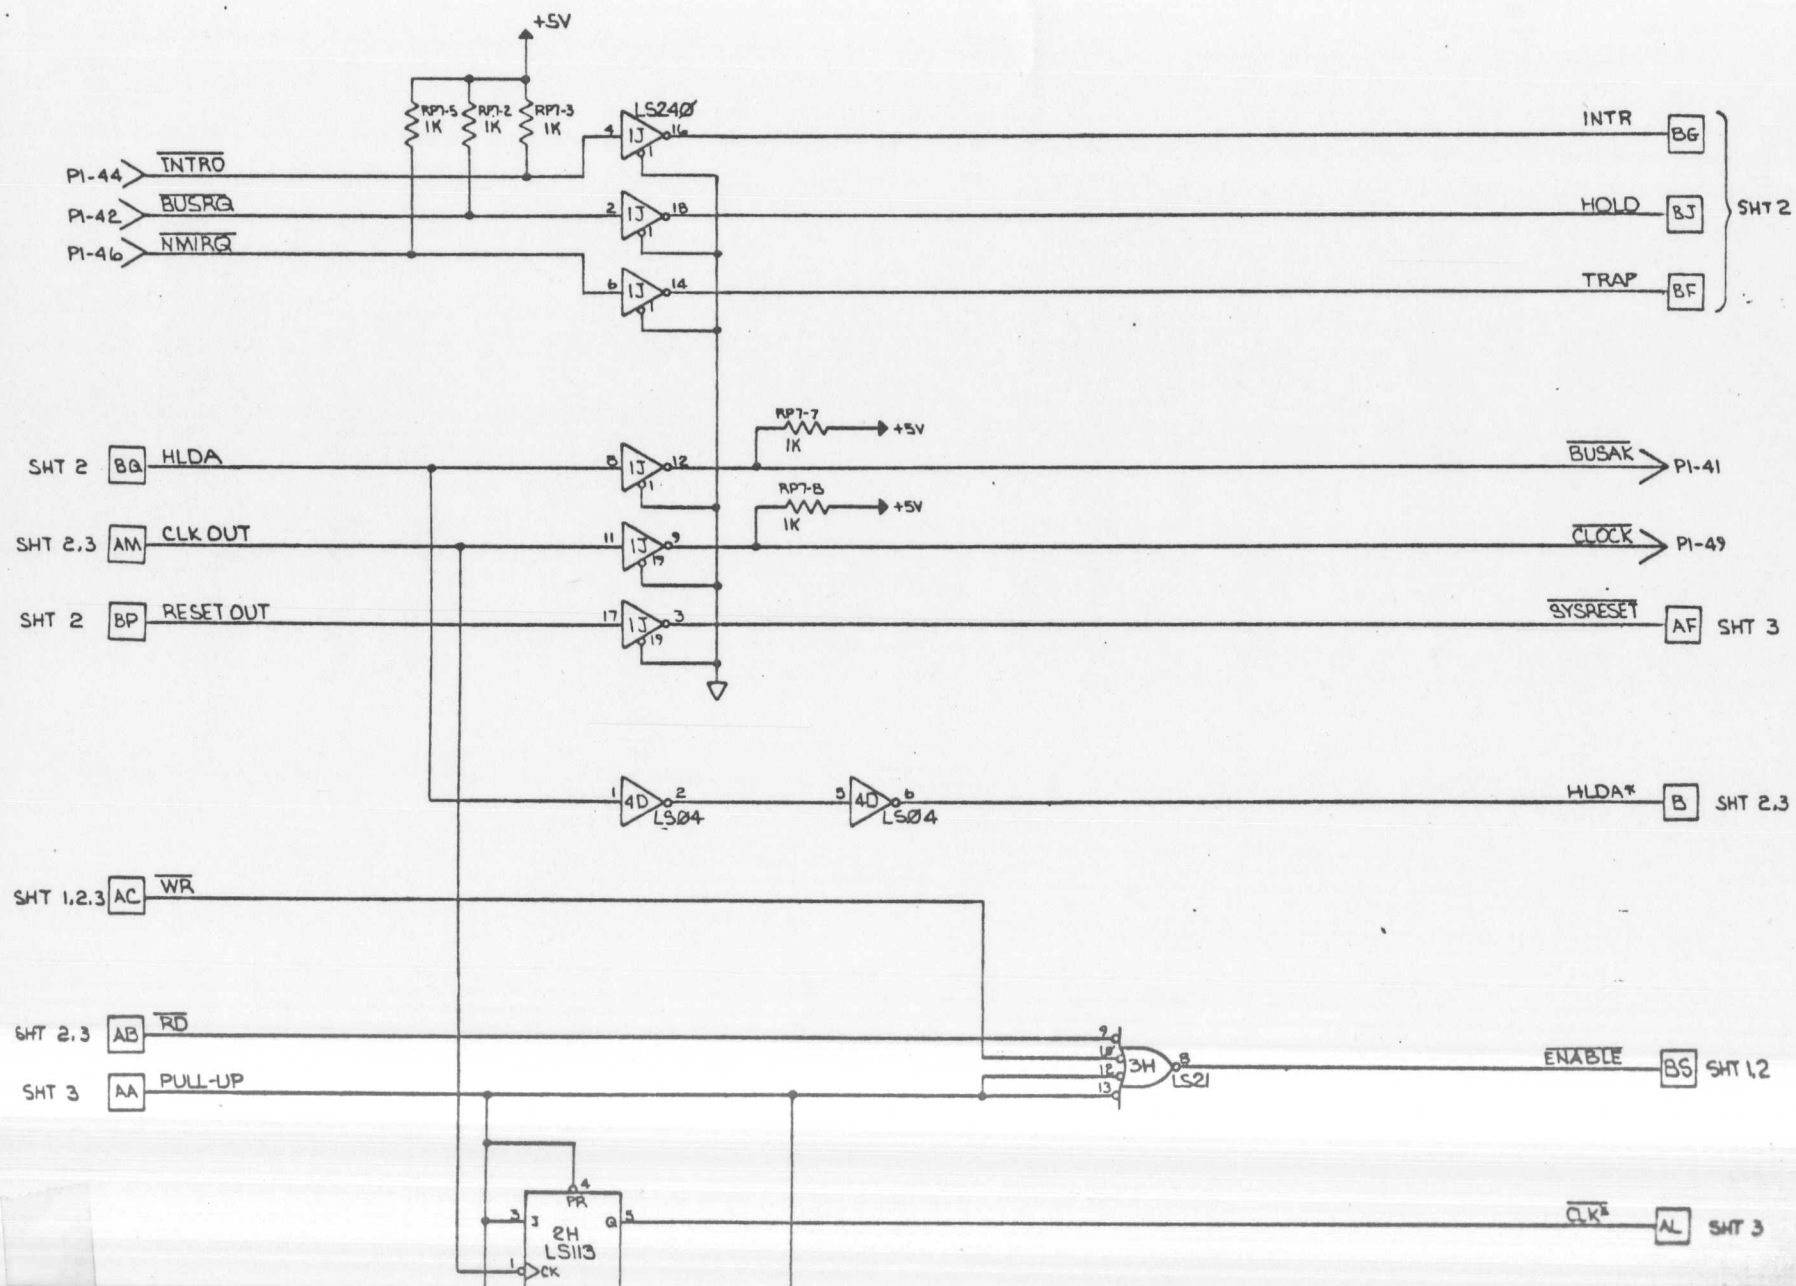 +5V
RP7-5 RP7-2 RP7-3
1K 1K 1K
LS240
4 1J 16
1
INTR BG
P1-44 INTRO
P1-42 BUSRQ
2 1J 18
1
HOLD BJ SHT 2
P1-46 NMIRQ
6 1J 14
1
TRAP BF
RP7-7
1K
+5V
SHT 2 BQ HLDA
8 1J 12
1
BUSAK P1-41
RP7-8
1K
+5V
SHT 2.3 AM CLK OUT
11 1J 9
19
CLOCK P1-49
SHT 2 BP RESET OUT
17 1J 3
19
SYSRESET AF SHT 3
1 4D 2
LS04
5 4D 6
LS04
HLDA* B SHT 2.3
SHT 1.2.3 AC WR
SHT 2.3 AB RD
9
10
12
13
3H 8
LS21
ENABLE BS SHT 1,2
SHT 3 AA PULL-UP
4
PR
3 J Q 5
2H
LS113
1 CK
CLK* AL SHT 3